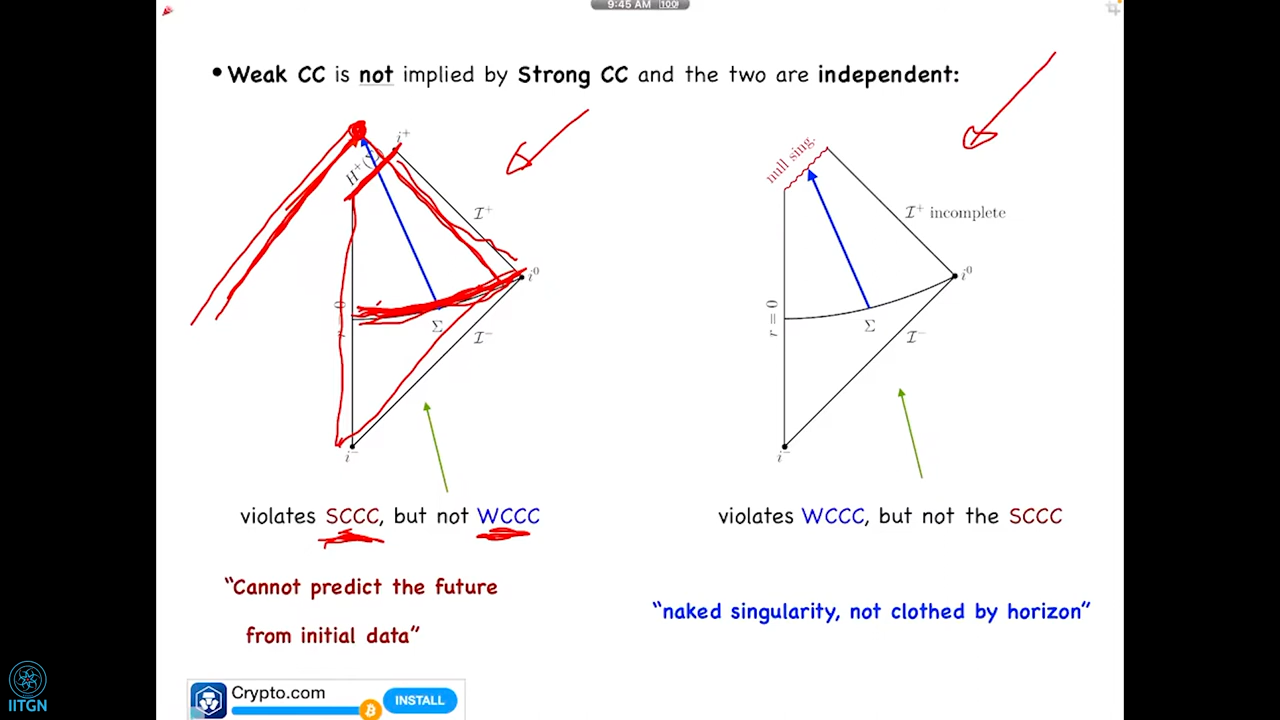 9:45 AM 100
• Weak CC is not implied by Strong CC and the two are independent:
i⁺
H⁺(
I⁺
i⁰
r = 0
Σ
I⁻
i⁻
null sing.
I⁺ incomplete
i⁰
r = 0
Σ
I⁻
i⁻
violates SCCC, but not WCCC
violates WCCC, but not the SCCC
“Cannot predict the future
from initial data”
“naked singularity, not clothed by horizon”
Crypto.com
INSTALL
IITGN